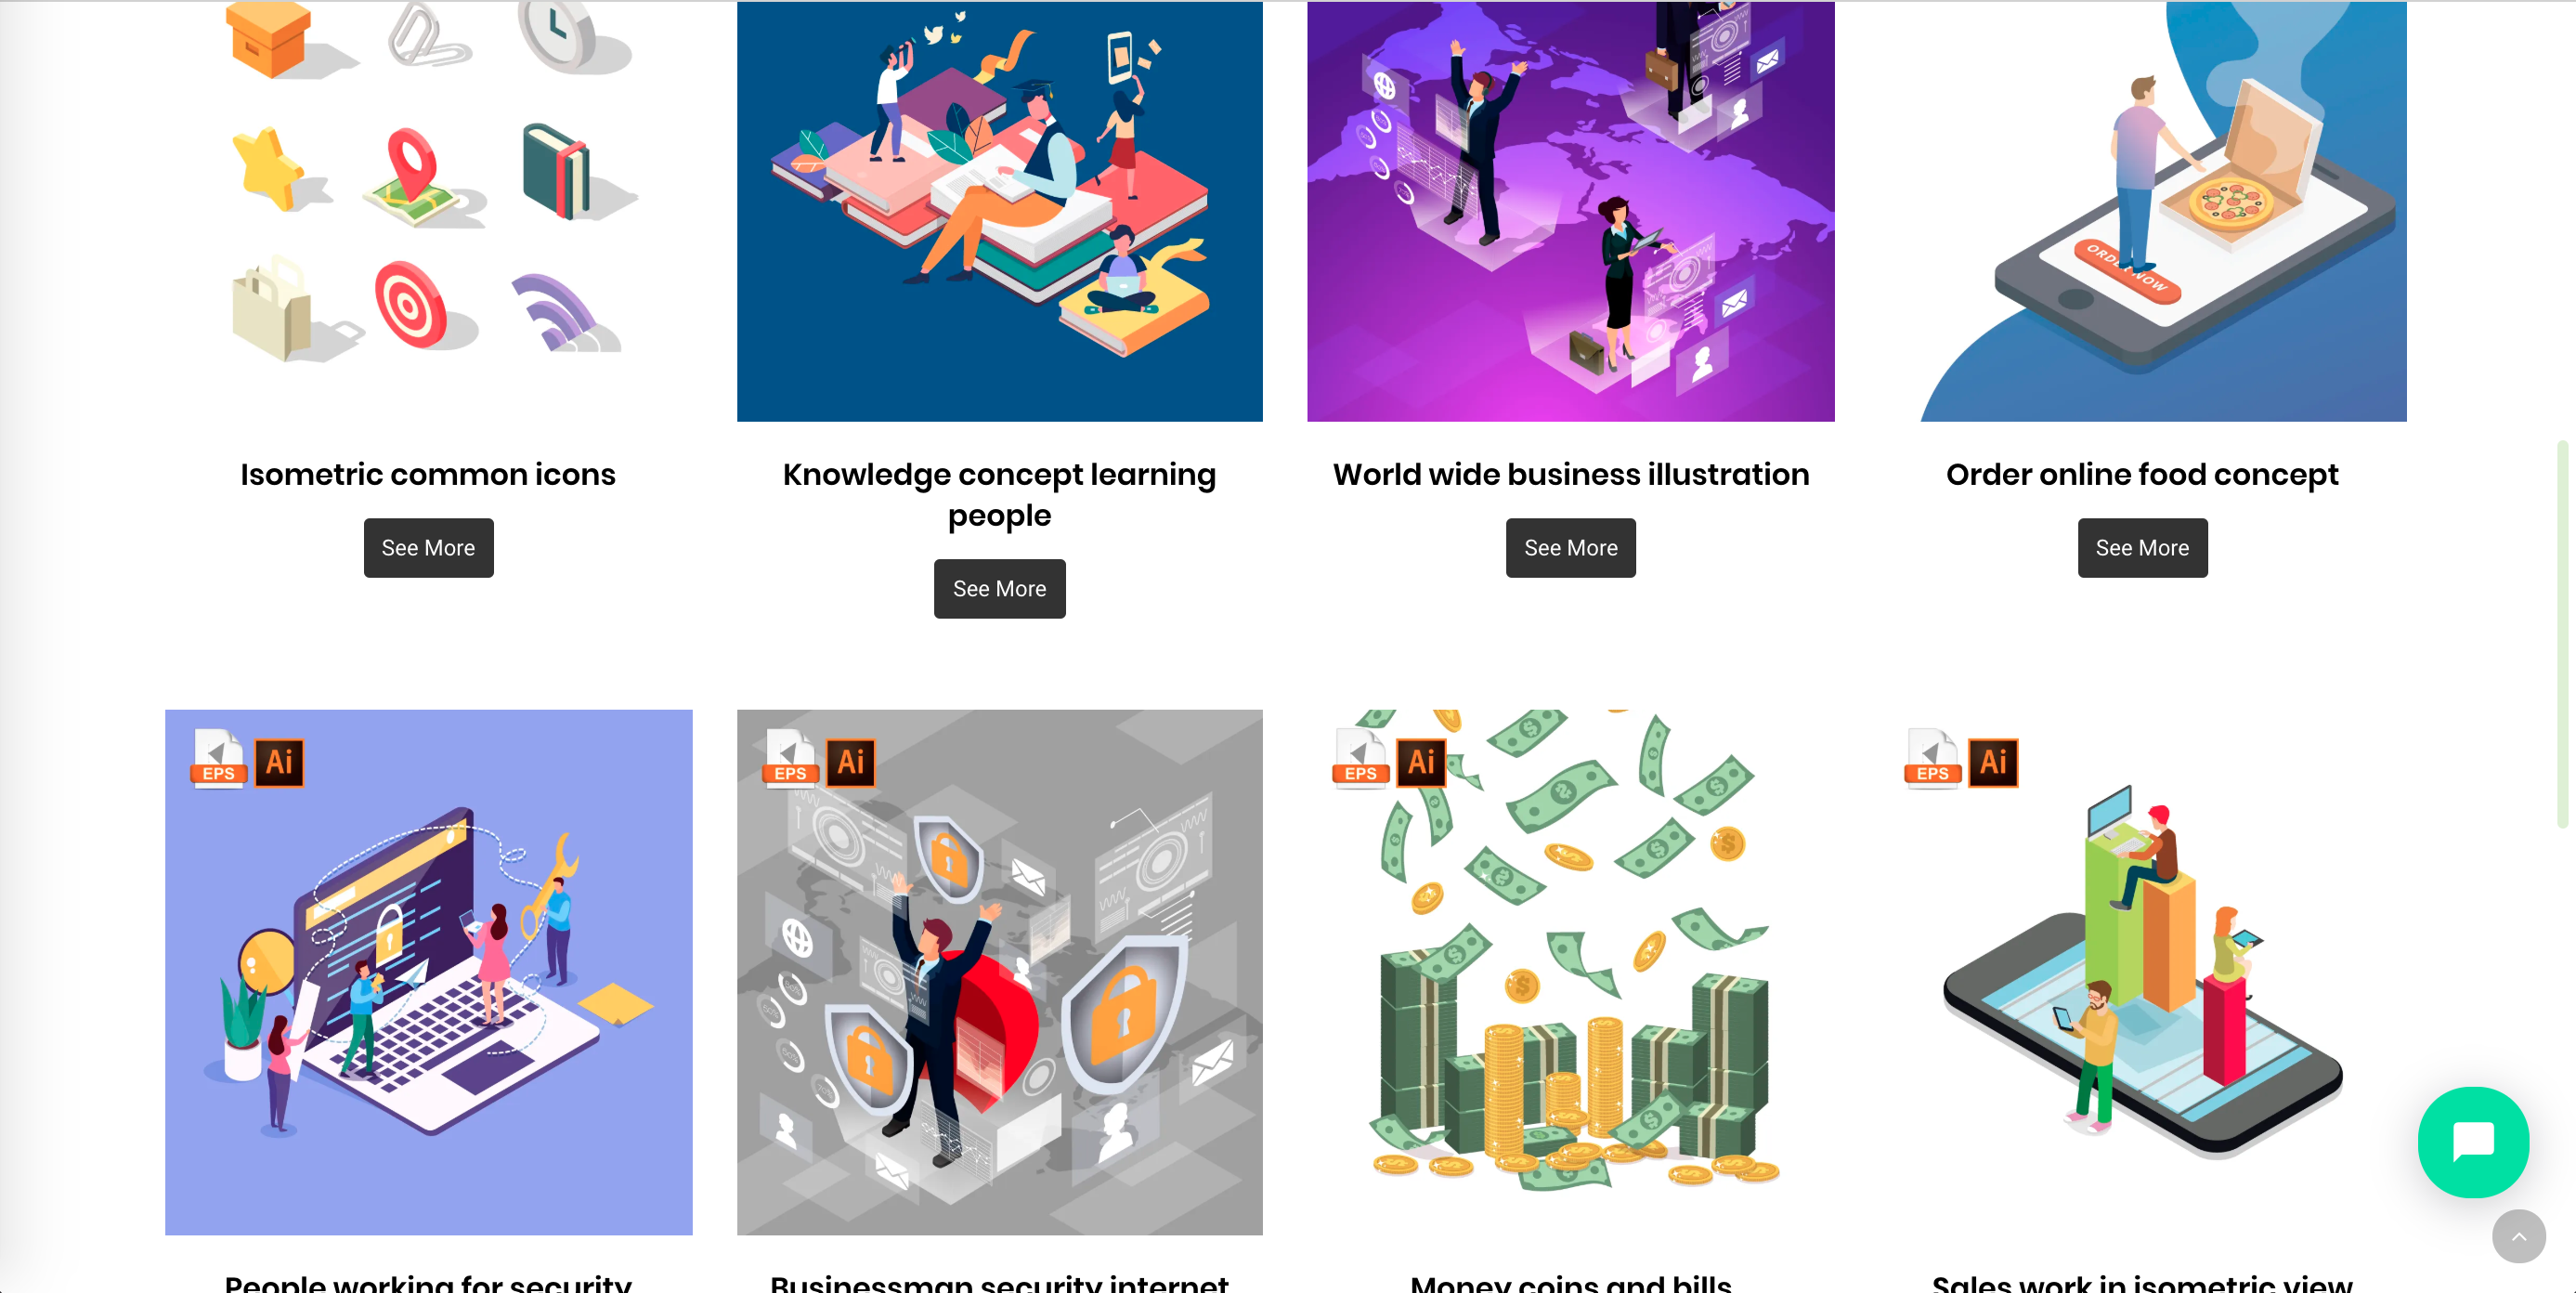 ORDER NOW
Isometric common icons
See More
Knowledge concept learning
people
See More
World wide business illustration
See More
Order online food concept
See More
EPS Ai
EPS Ai
EPS Ai
EPS Ai
People working for security
Businessman security internet
Money coins and bills
Sales work in isometric view